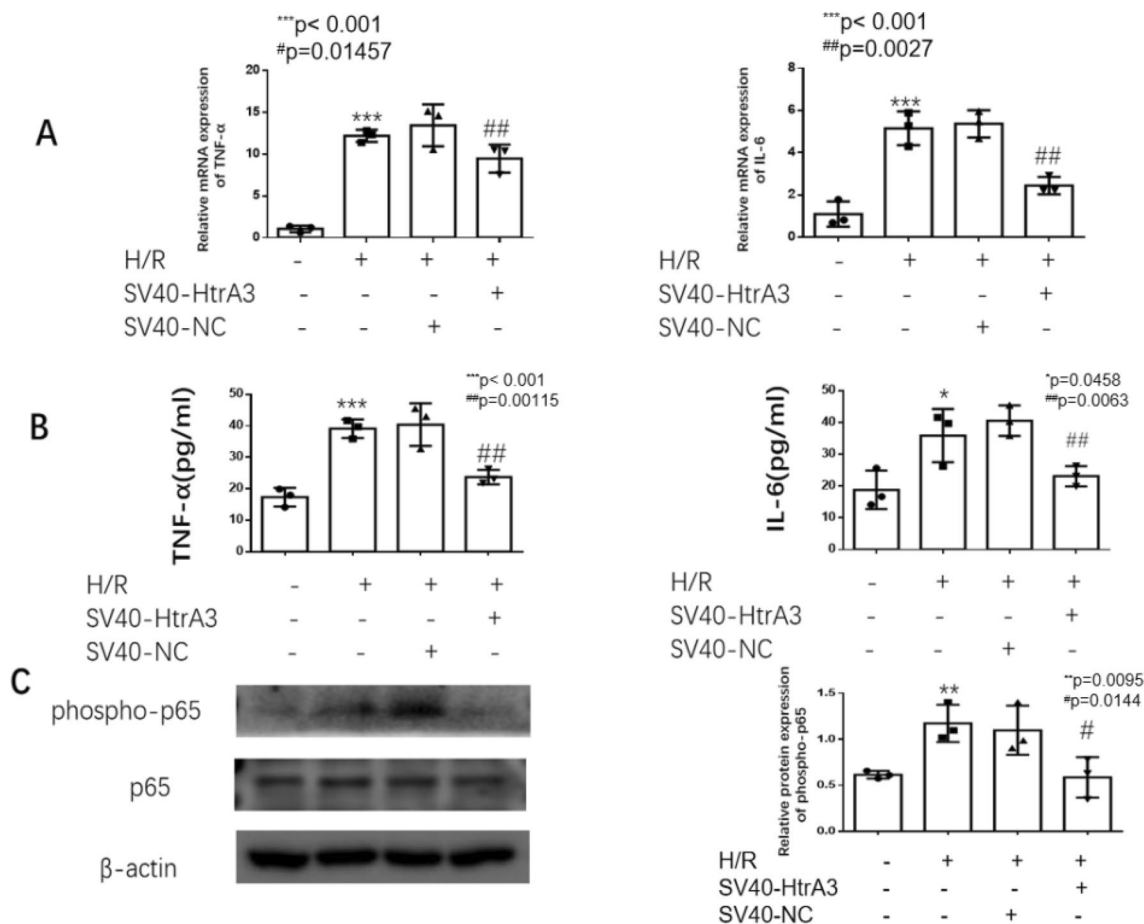 ***p< 0.001
#p=0.01457
A
Relative mRNA expression
of TNF-α
20
15
10
5
0
***
##
H/R - + + +
SV40-HtrA3 - - - +
SV40-NC - - + -
***p< 0.001
##p=0.0027
Relative mRNA expression
of IL-6
8
6
4
2
0
***
##
H/R - + + +
SV40-HtrA3 - - - +
SV40-NC - - + -
B
***p< 0.001
##p=0.00115
TNF-α(pg/ml)
50
40
30
20
10
0
***
##
H/R - + + +
SV40-HtrA3 - - - +
SV40-NC - - + -
*p=0.0458
##p=0.0063
IL-6(pg/ml)
50
40
30
20
10
0
*
##
H/R - + + +
SV40-HtrA3 - - - +
SV40-NC - - + -
C
phospho-p65
p65
β-actin
**p=0.0095
#p=0.0144
Relative protein expression
of phospho-p65
1.5
1.0
0.5
0.0
**
#
H/R - + + +
SV40-HtrA3 - - - +
SV40-NC - - + -